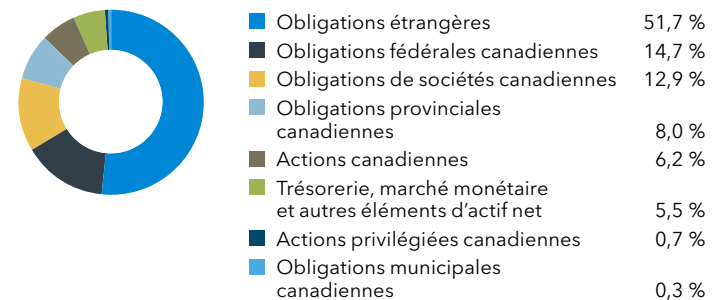 Obligations étrangères 51,7 %
Obligations fédérales canadiennes 14,7 %
Obligations de sociétés canadiennes 12,9 %
Obligations provinciales
canadiennes 8,0 %
Actions canadiennes 6,2 %
Trésorerie, marché monétaire
et autres éléments d’actif net 5,5 %
Actions privilégiées canadiennes 0,7 %
Obligations municipales
canadiennes 0,3 %